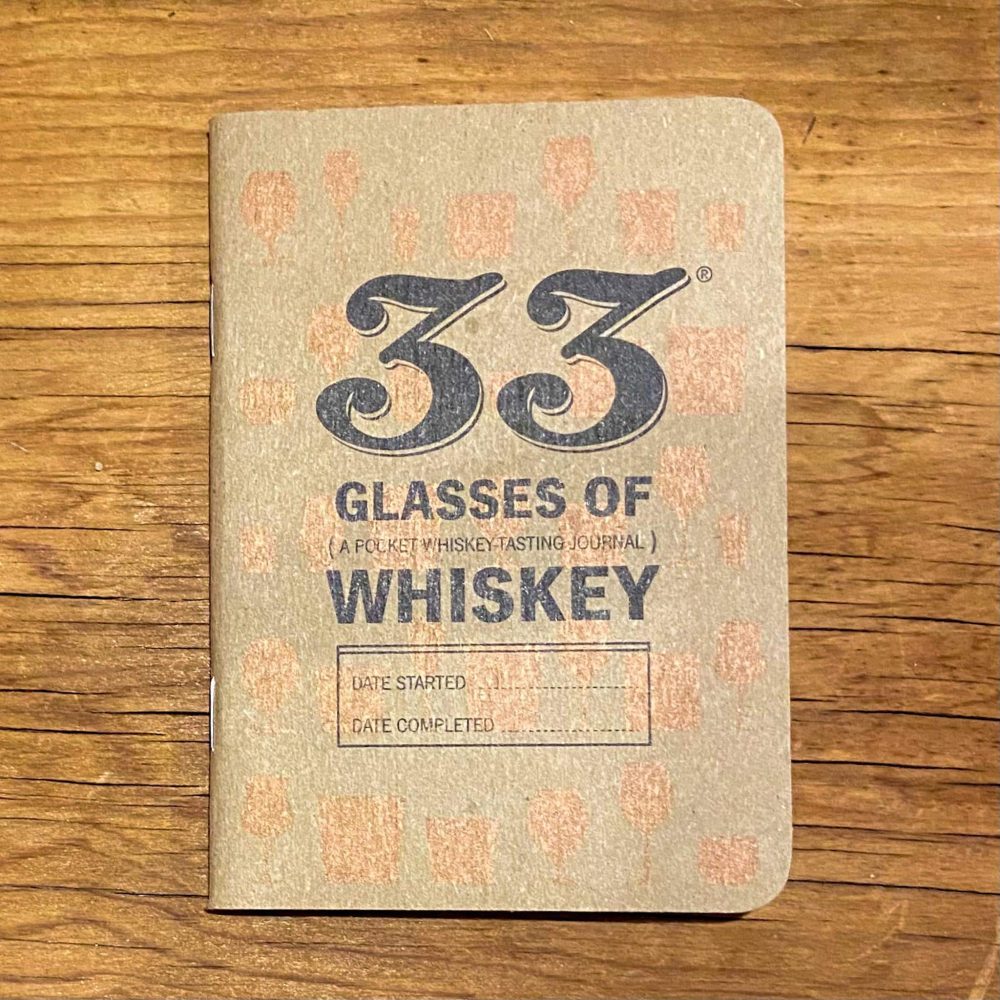 33®
GLASSES OF
( A POCKET WHISKEY TASTING JOURNAL )
WHISKEY
DATE STARTED
DATE COMPLETED